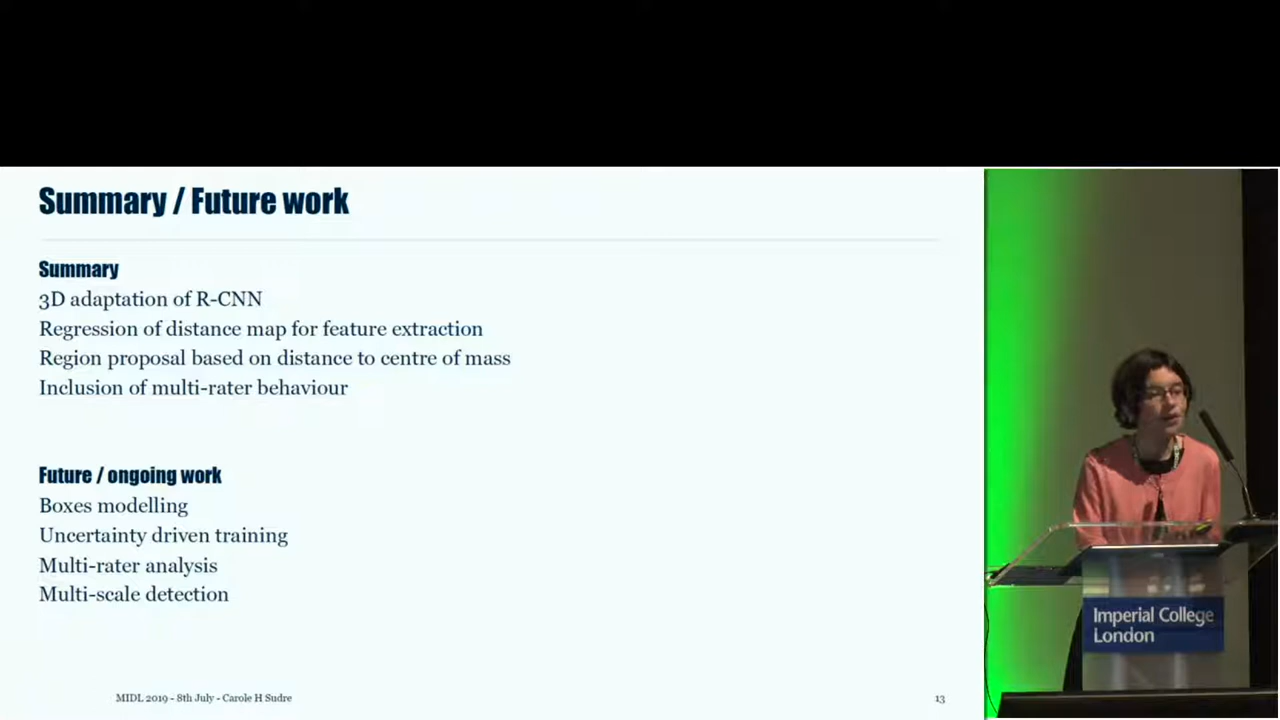 Summary / Future work
Summary
3D adaptation of R-CNN
Regression of distance map for feature extraction
Region proposal based on distance to centre of mass
Inclusion of multi-rater behaviour
Future / ongoing work
Boxes modelling
Uncertainty driven training
Multi-rater analysis
Multi-scale detection
MIDL 2019 - 8th July - Carole H Sudre
13
Imperial College
London